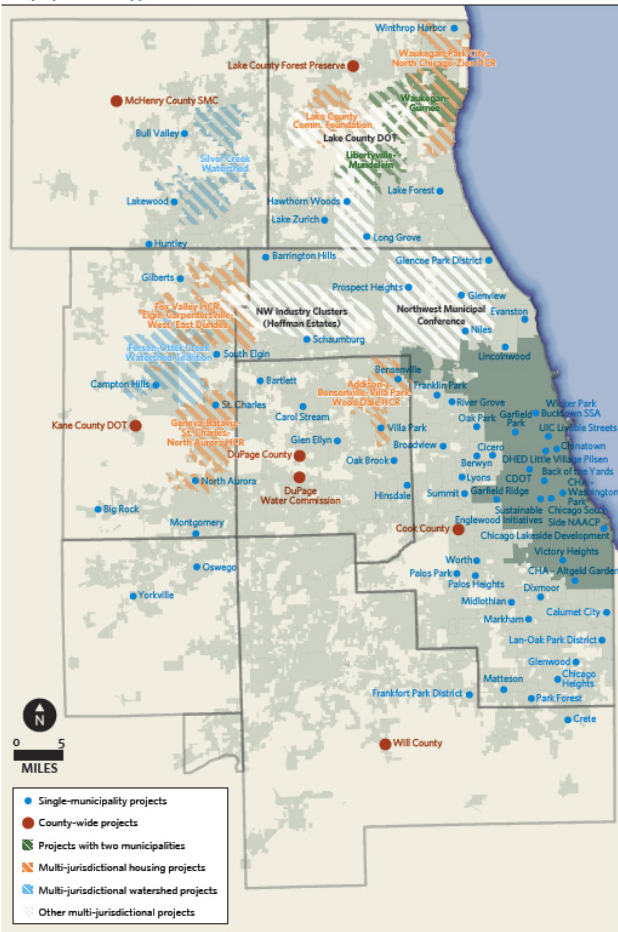 Winthrop Harbor
Waukegan-Park City-
North Chicago-Zion HCR
Lake County Forest Preserve
McHenry County SMC
Waukegan-
Gurnee
Lake County
Comm. Foundation
Bull Valley
Lake County DOT
Silver Creek
Watershed
Libertyville-
Mundelein
Lake Forest
Lakewood
Hawthorn Woods
Lake Zurich
Long Grove
Huntley
Barrington Hills
Glencoe Park District
Gilberts
Prospect Heights
Glenview
Fox Valley HCR
Elgin-Carpentersville-
West/East Dundee
NW Industry Clusters
(Hoffman Estates)
Northwest Municipal
Conference
Evanston
Niles
Schaumburg
Ferson-Otter Creek
Watershed Coalition
South Elgin
Lincolnwood
Bensenville
Campton Hills
Bartlett
Addison-
Bensenville-Villa Park-
Wood Dale HCR
Franklin Park
St. Charles
Carol Stream
River Grove
Wicker Park
Bucktown SSA
Kane County DOT
Geneva-Batavia-
St. Charles-
North Aurora HCR
Villa Park
Oak Park
Garfield
Park
UIC Livable Streets
Glen Ellyn
Broadview
Cicero
Chinatown
DuPage County
Oak Brook
Berwyn
DHED Little Village Pilsen
Back of the Yards
North Aurora
DuPage
Water Commission
Hinsdale
Lyons
CDOT
CHA -
Washington
Park
Summit
Garfield Ridge
Big Rock
Sustainable
Englewood Initiatives
Chicago South
Side NAACP
Montgomery
Cook County
Chicago Lakeside Development
Victory Heights
Oswego
Worth
CHA - Altgeld Gardens
Palos Park
Palos Heights
Dixmoor
Yorkville
Midlothian
Calumet City
Markham
Lan-Oak Park District
Glenwood
Matteson
Chicago
Heights
Frankfort Park District
Park Forest
Crete
Will County
N
0 5
MILES
Single-municipality projects
County-wide projects
Projects with two municipalities
Multi-jurisdictional housing projects
Multi-jurisdictional watershed projects
Other multi-jurisdictional projects